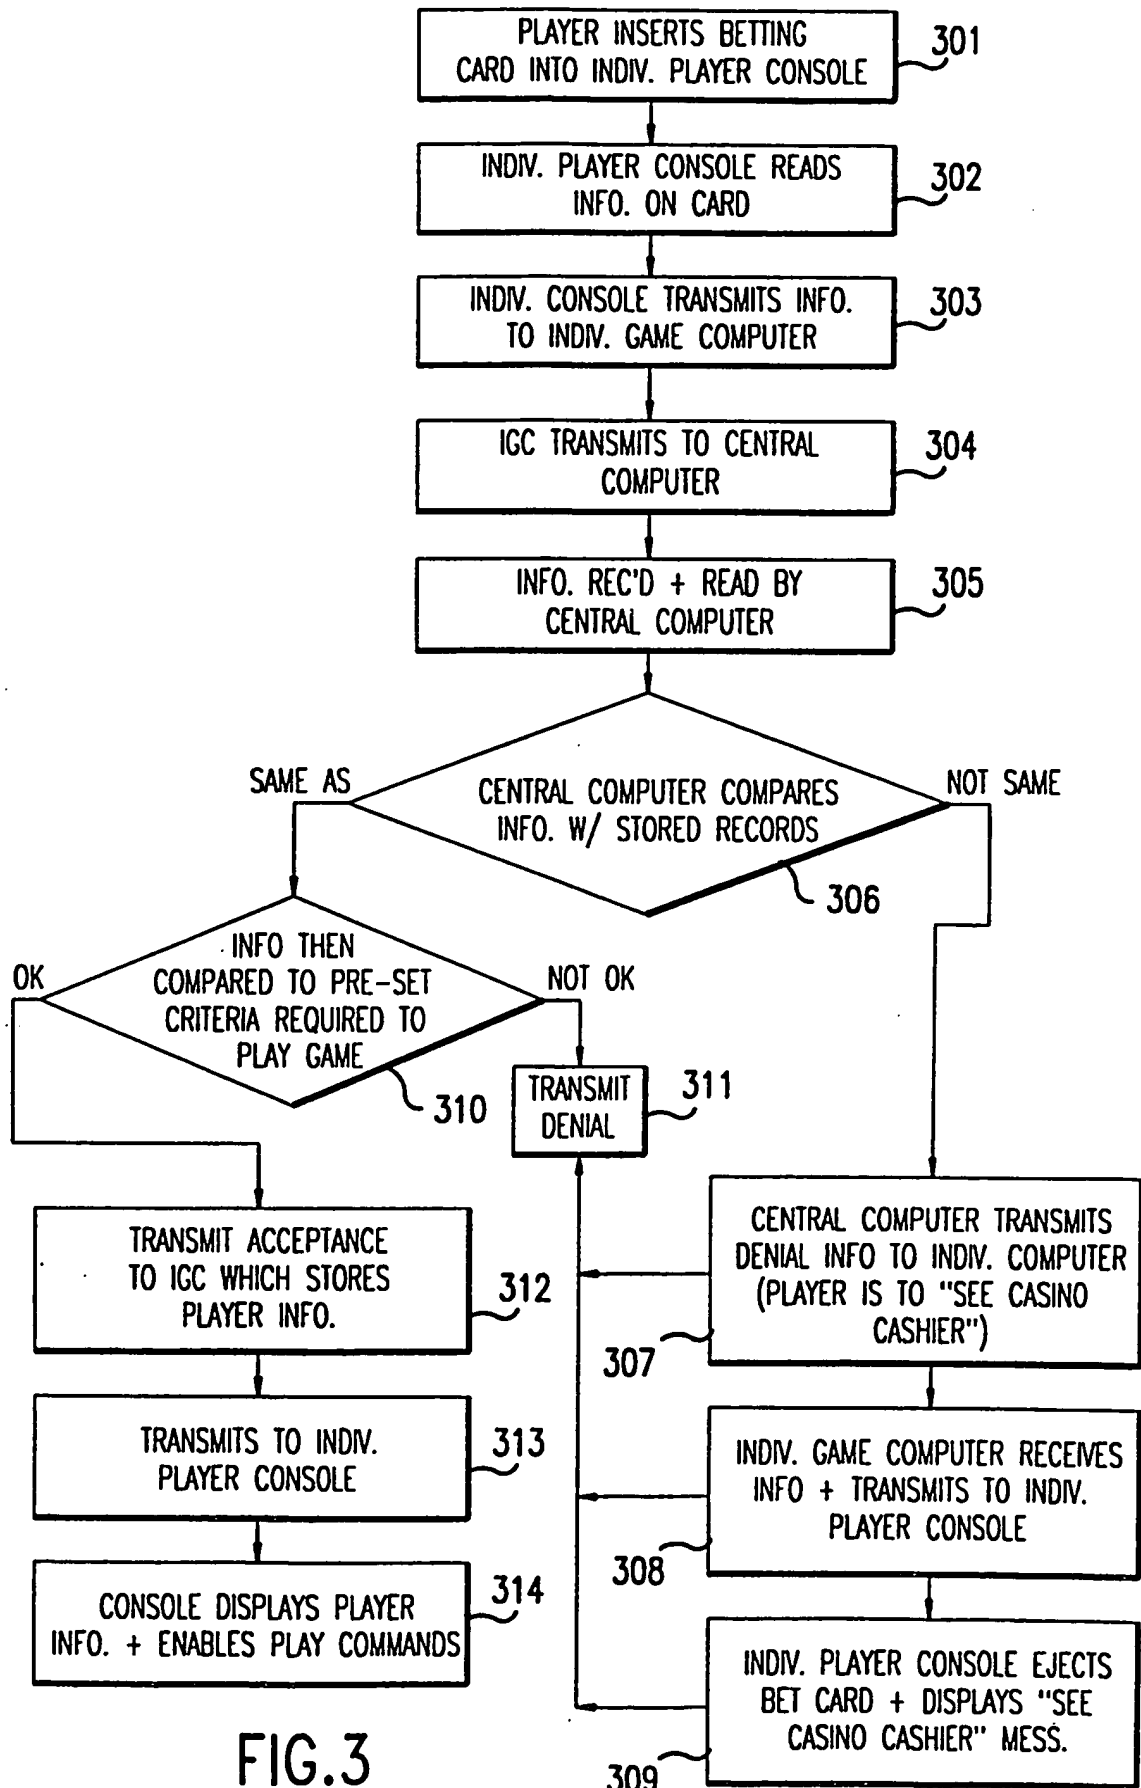 PLAYER INSERTS BETTING
CARD INTO INDIV. PLAYER CONSOLE
301
INDIV. PLAYER CONSOLE READS
INFO. ON CARD
302
INDIV. CONSOLE TRANSMITS INFO.
TO INDIV. GAME COMPUTER
303
IGC TRANSMITS TO CENTRAL
COMPUTER
304
INFO. REC'D + READ BY
CENTRAL COMPUTER
305
SAME AS
CENTRAL COMPUTER COMPARES
INFO. W/ STORED RECORDS
NOT SAME
306
OK
INFO THEN
COMPARED TO PRE-SET
CRITERIA REQUIRED TO
PLAY GAME
NOT OK
310
TRANSMIT
DENIAL
311
TRANSMIT ACCEPTANCE
TO IGC WHICH STORES
PLAYER INFO.
312
CENTRAL COMPUTER TRANSMITS
DENIAL INFO TO INDIV. COMPUTER
(PLAYER IS TO "SEE CASINO
CASHIER")
307
TRANSMITS TO INDIV.
PLAYER CONSOLE
313
INDIV. GAME COMPUTER RECEIVES
INFO + TRANSMITS TO INDIV.
PLAYER CONSOLE
308
CONSOLE DISPLAYS PLAYER
INFO. + ENABLES PLAY COMMANDS
314
INDIV. PLAYER CONSOLE EJECTS
BET CARD + DISPLAYS "SEE
CASINO CASHIER" MESS.
309
FIG.3